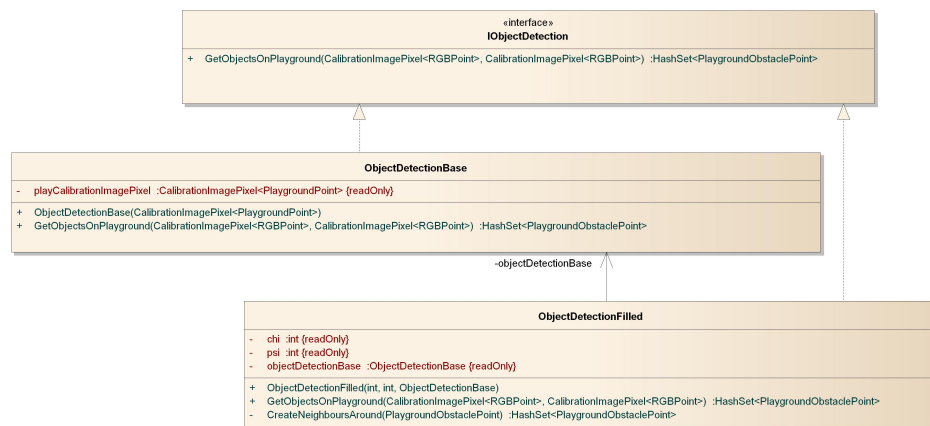 «interface»
IObjectDetection
+ GetObjectsOnPlayground(CalibrationImagePixel<RGBPoint>, CalibrationImagePixel<RGBPoint>) :HashSet<PlaygroundObstaclePoint>
ObjectDetectionBase
- playCalibrationImagePixel :CalibrationImagePixel<PlaygroundPoint> {readOnly}
+ ObjectDetectionBase(CalibrationImagePixel<PlaygroundPoint>)
+ GetObjectsOnPlayground(CalibrationImagePixel<RGBPoint>, CalibrationImagePixel<RGBPoint>) :HashSet<PlaygroundObstaclePoint>
-objectDetectionBase
ObjectDetectionFilled
- chi :int {readOnly}
- psi :int {readOnly}
- objectDetectionBase :ObjectDetectionBase {readOnly}
+ ObjectDetectionFilled(int, int, ObjectDetectionBase)
+ GetObjectsOnPlayground(CalibrationImagePixel<RGBPoint>, CalibrationImagePixel<RGBPoint>) :HashSet<PlaygroundObstaclePoint>
- CreateNeighboursAround(PlaygroundObstaclePoint) :HashSet<PlaygroundObstaclePoint>